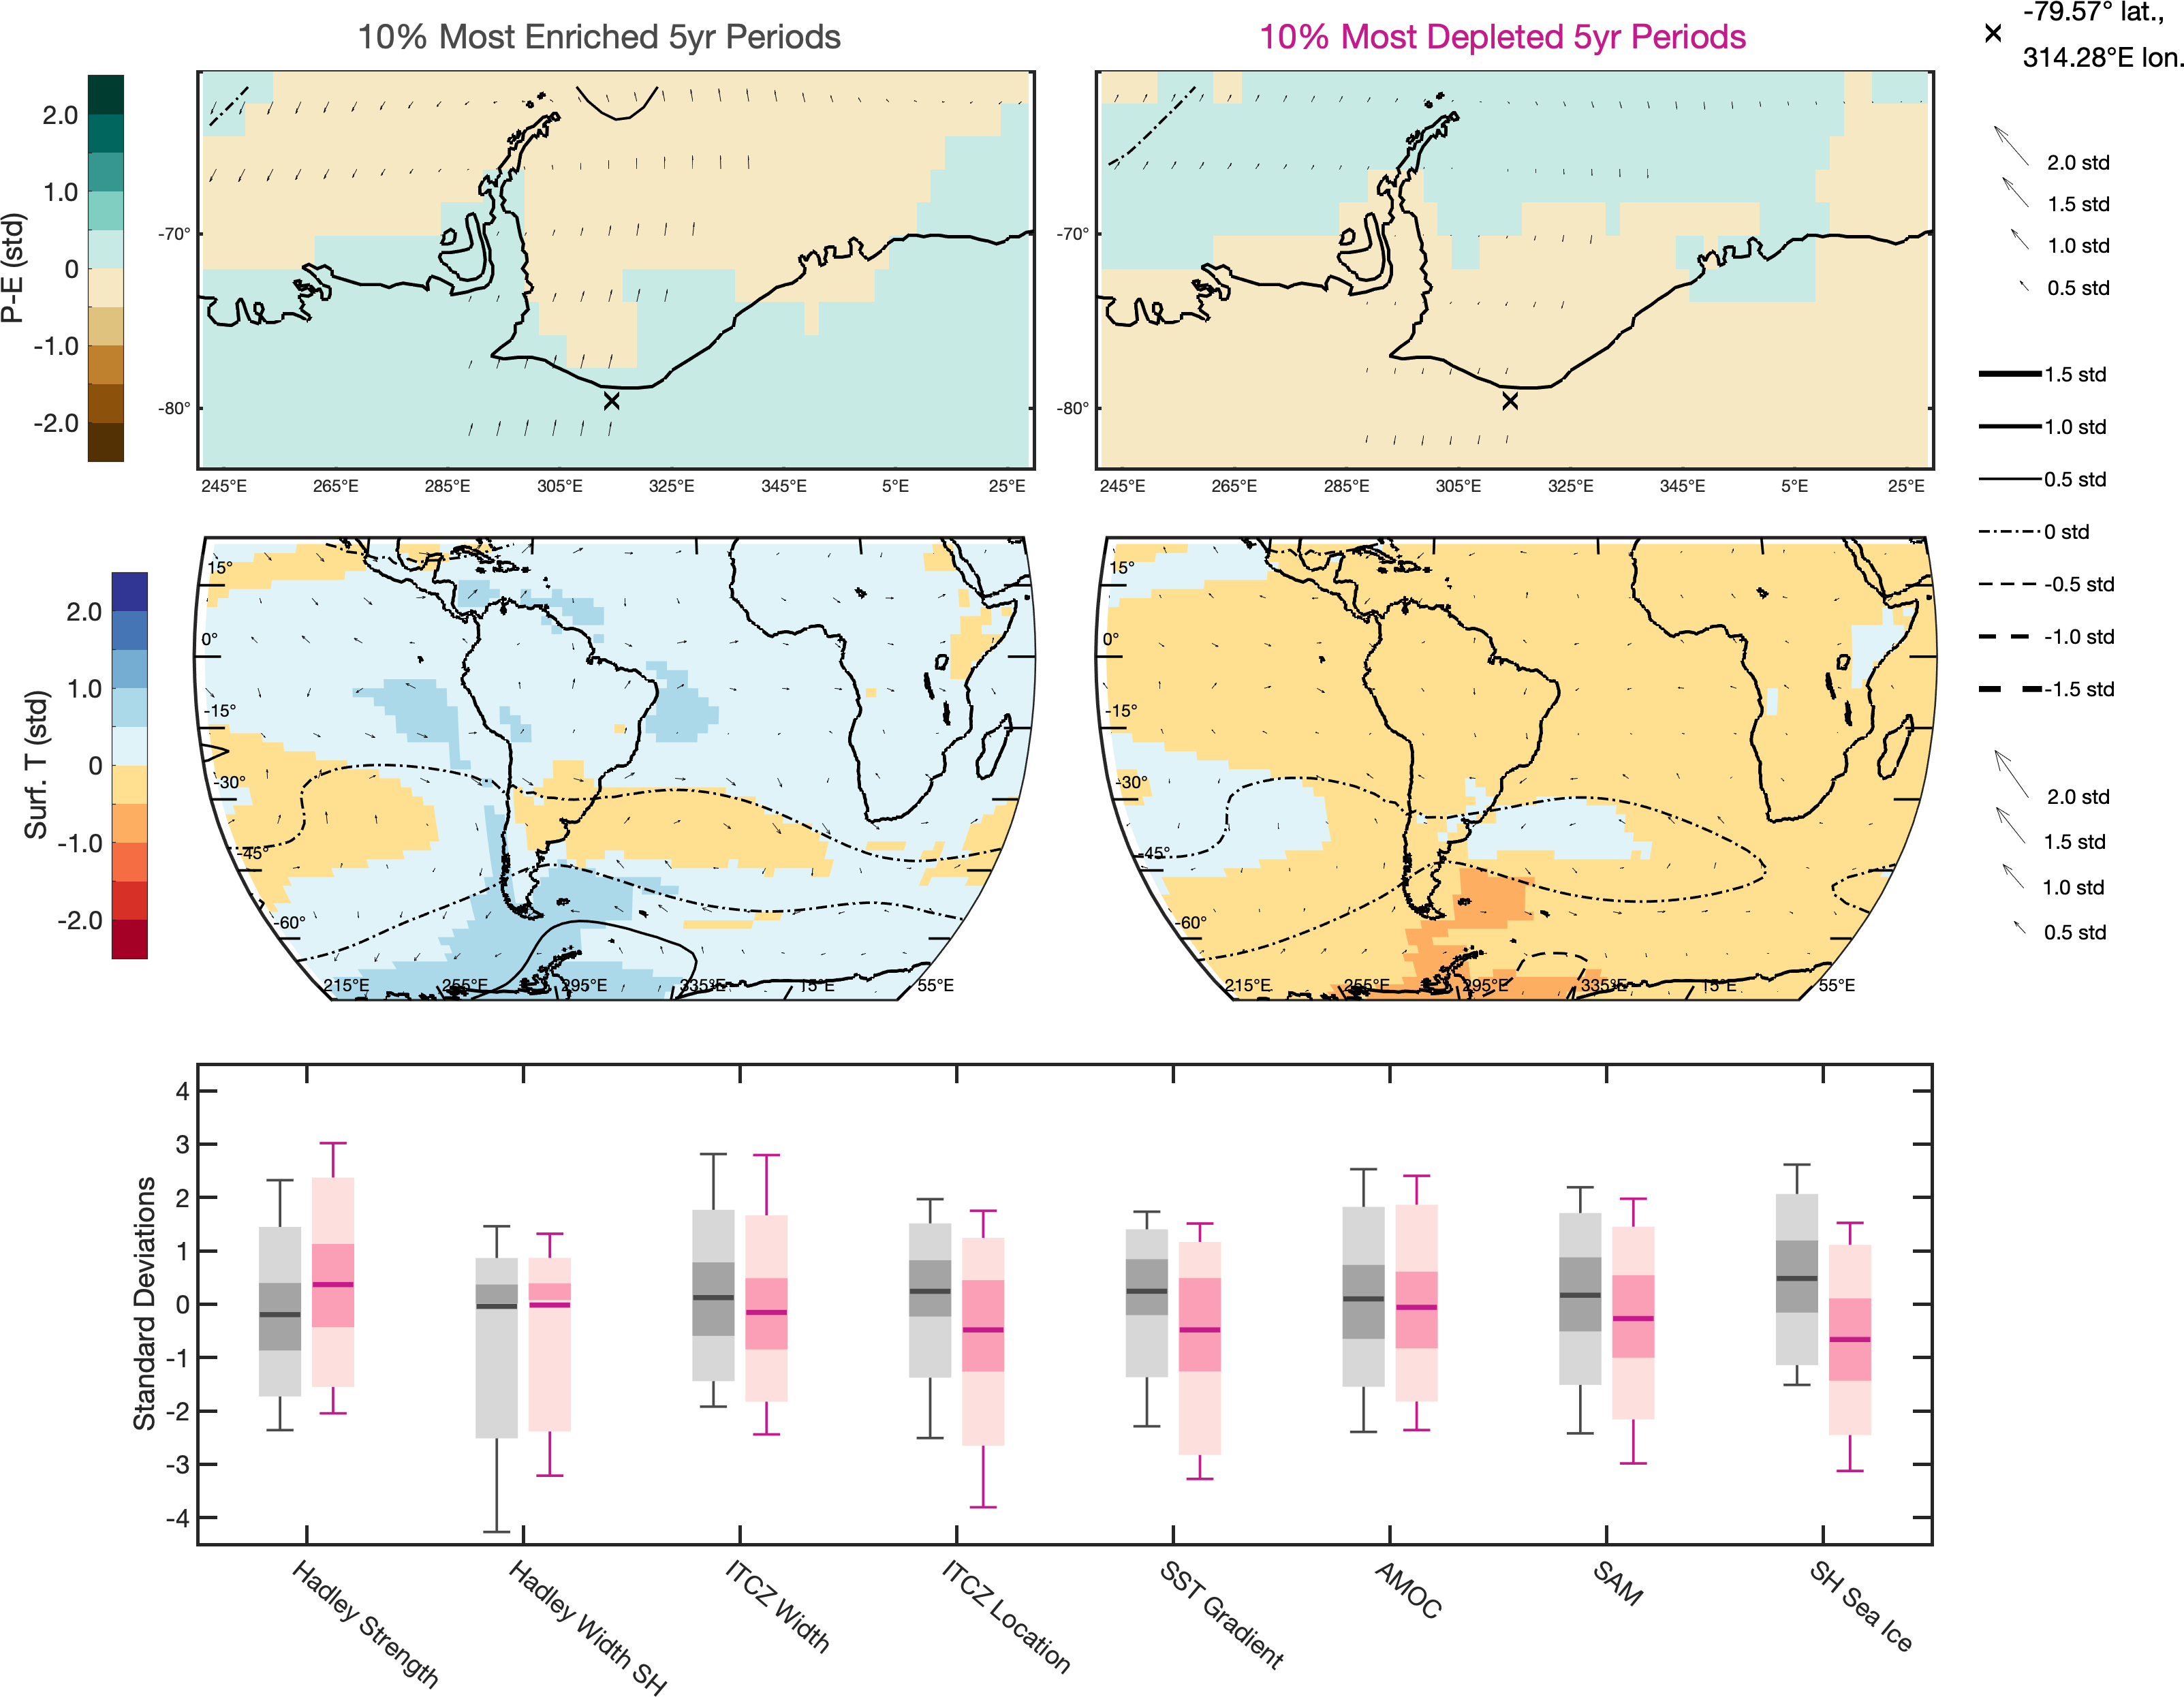 10% Most Enriched 5yr Periods
10% Most Depleted 5yr Periods
-79.57° lat.,
314.28°E lon.
P-E (std)
2.0
1.0
0
-1.0
-2.0
-70°
-80°
245°E 265°E 285°E 305°E 325°E 345°E 5°E 25°E
-70°
-80°
245°E 265°E 285°E 305°E 325°E 345°E 5°E 25°E
2.0 std
1.5 std
1.0 std
0.5 std
1.5 std
1.0 std
0.5 std
0 std
-0.5 std
-1.0 std
-1.5 std
2.0 std
1.5 std
1.0 std
0.5 std
Surf. T (std)
2.0
1.0
0
-1.0
-2.0
15°
0°
-15°
-30°
-45°
-60°
215°E 255°E 295°E 335°E 15°E 55°E
15°
0°
-15°
-30°
-45°
-60°
215°E 255°E 295°E 335°E 15°E 55°E
Standard Deviations
4
3
2
1
0
-1
-2
-3
-4
Hadley Strength
Hadley Width SH
ITCZ Width
ITCZ Location
SST Gradient
AMOC
SAM
SH Sea Ice